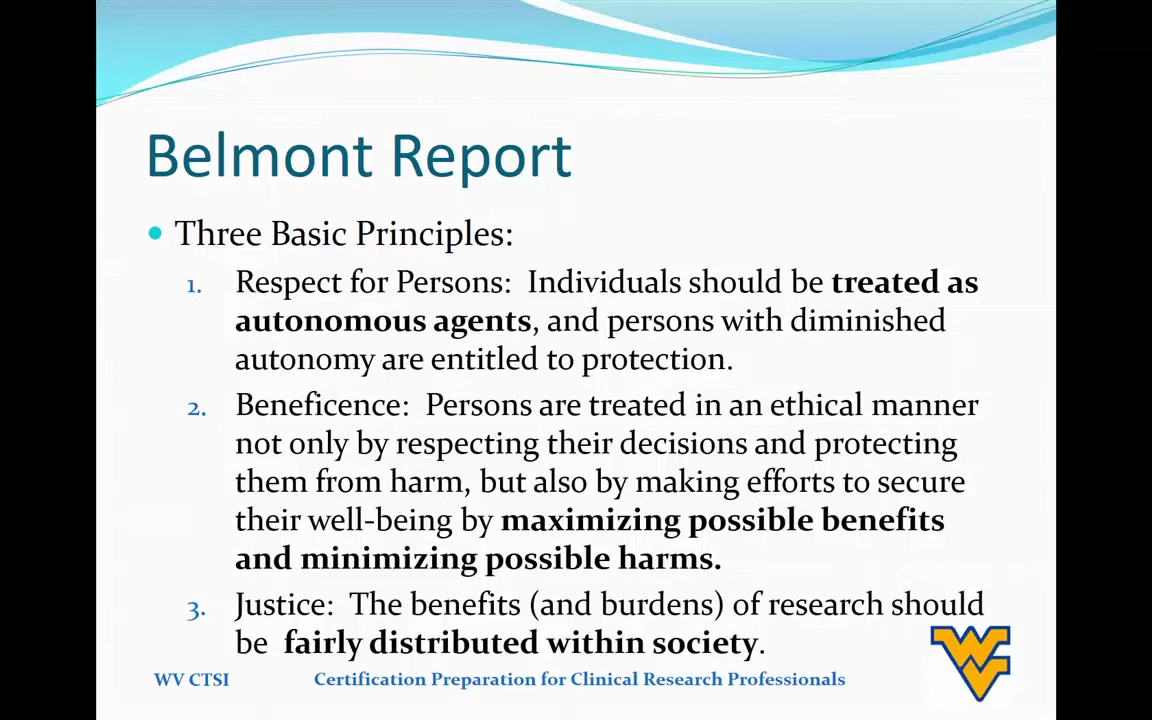 Belmont Report
• Three Basic Principles:
1. Respect for Persons:  Individuals should be treated as
autonomous agents, and persons with diminished
autonomy are entitled to protection.
2. Beneficence:  Persons are treated in an ethical manner
not only by respecting their decisions and protecting
them from harm, but also by making efforts to secure
their well-being by maximizing possible benefits
and minimizing possible harms.
3. Justice:  The benefits (and burdens) of research should
be  fairly distributed within society.
WV CTSI
Certification Preparation for Clinical Research Professionals
WV